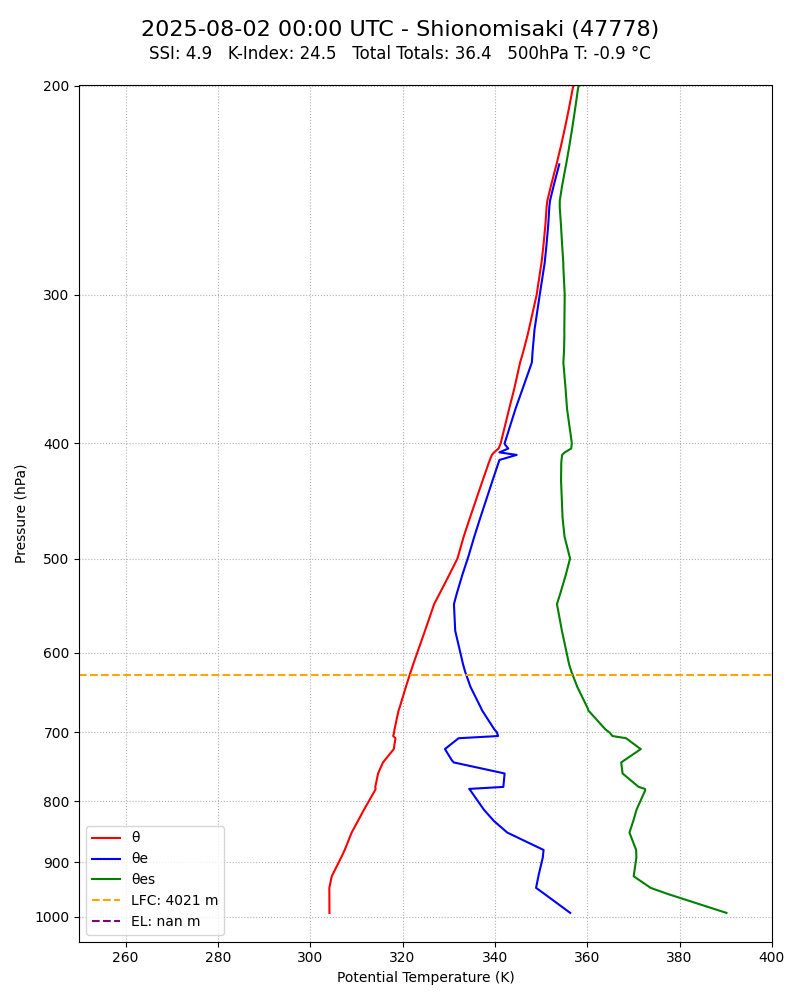 2025-08-02 00:00 UTC - Shionomisaki (47778)
SSI: 4.9   K-Index: 24.5   Total Totals: 36.4   500hPa T: -0.9 °C
200
300
400
500
600
700
800
900
1000
Pressure (hPa)
θ
θe
θes
LFC: 4021 m
EL: nan m
260
280
300
320
340
360
380
400
Potential Temperature (K)